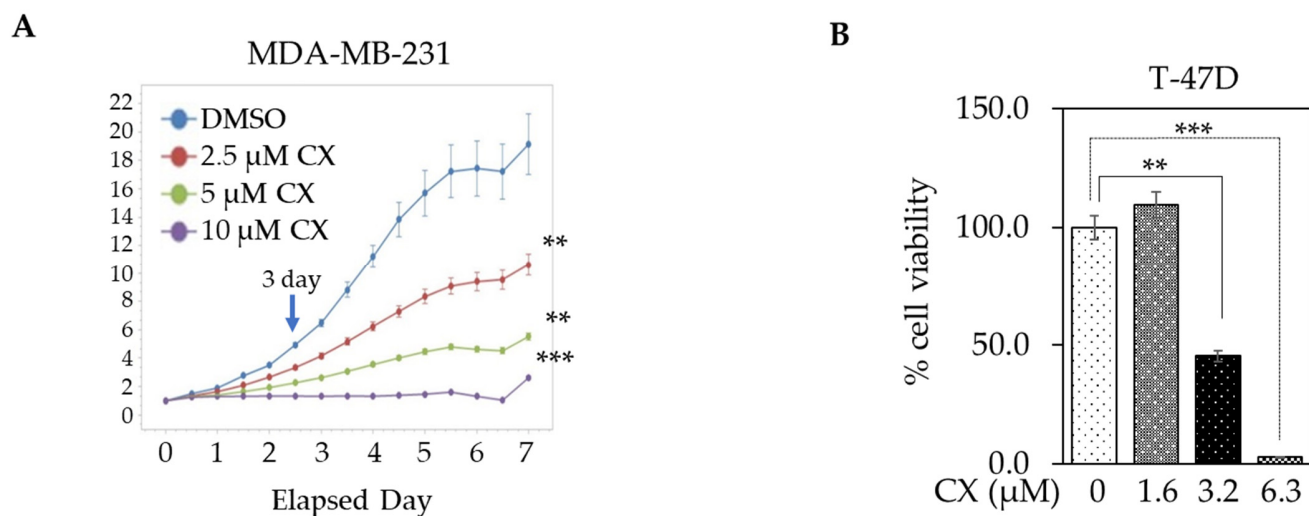 A
MDA-MB-231
22
20
18
16
14
12
10
8
6
4
2
0
DMSO
2.5 μM CX
5 μM CX
10 μM CX
3 day
**
**
***
0 1 2 3 4 5 6 7
Elapsed Day
B
T-47D
150.0
100.0
50.0
0.0
% cell viability
***
**
CX (μM) 0 1.6 3.2 6.3